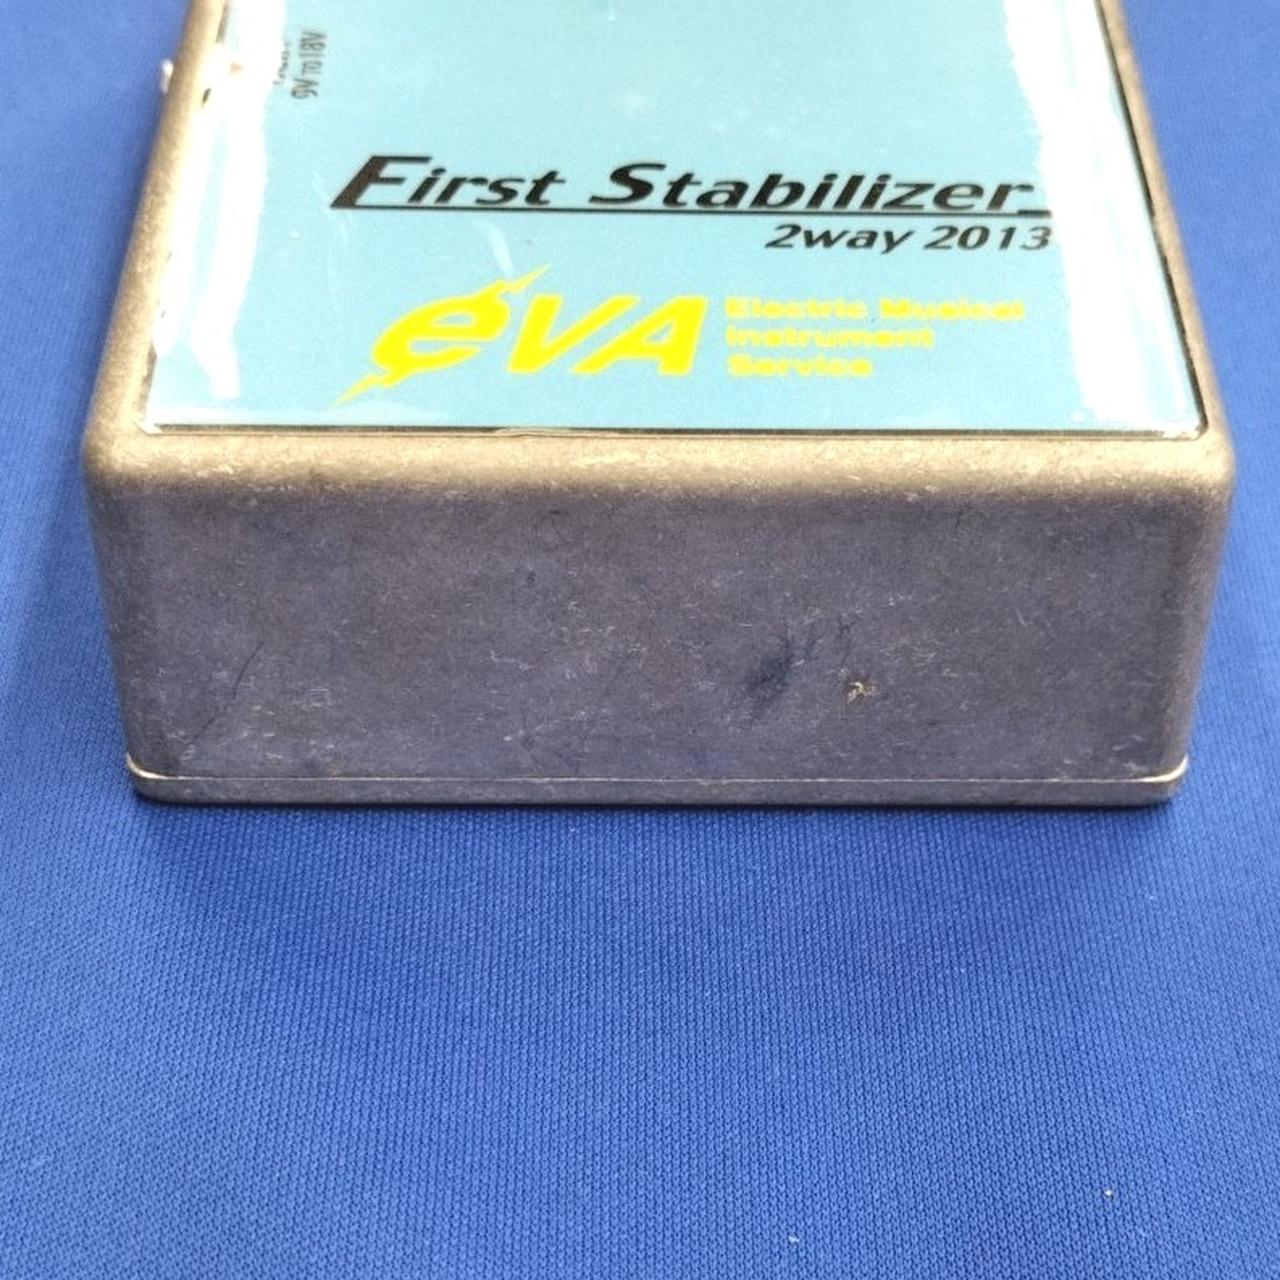 9V TO 18V
First Stabilizer
2way 2013
eVA
Electric Musical
Instrument
Service